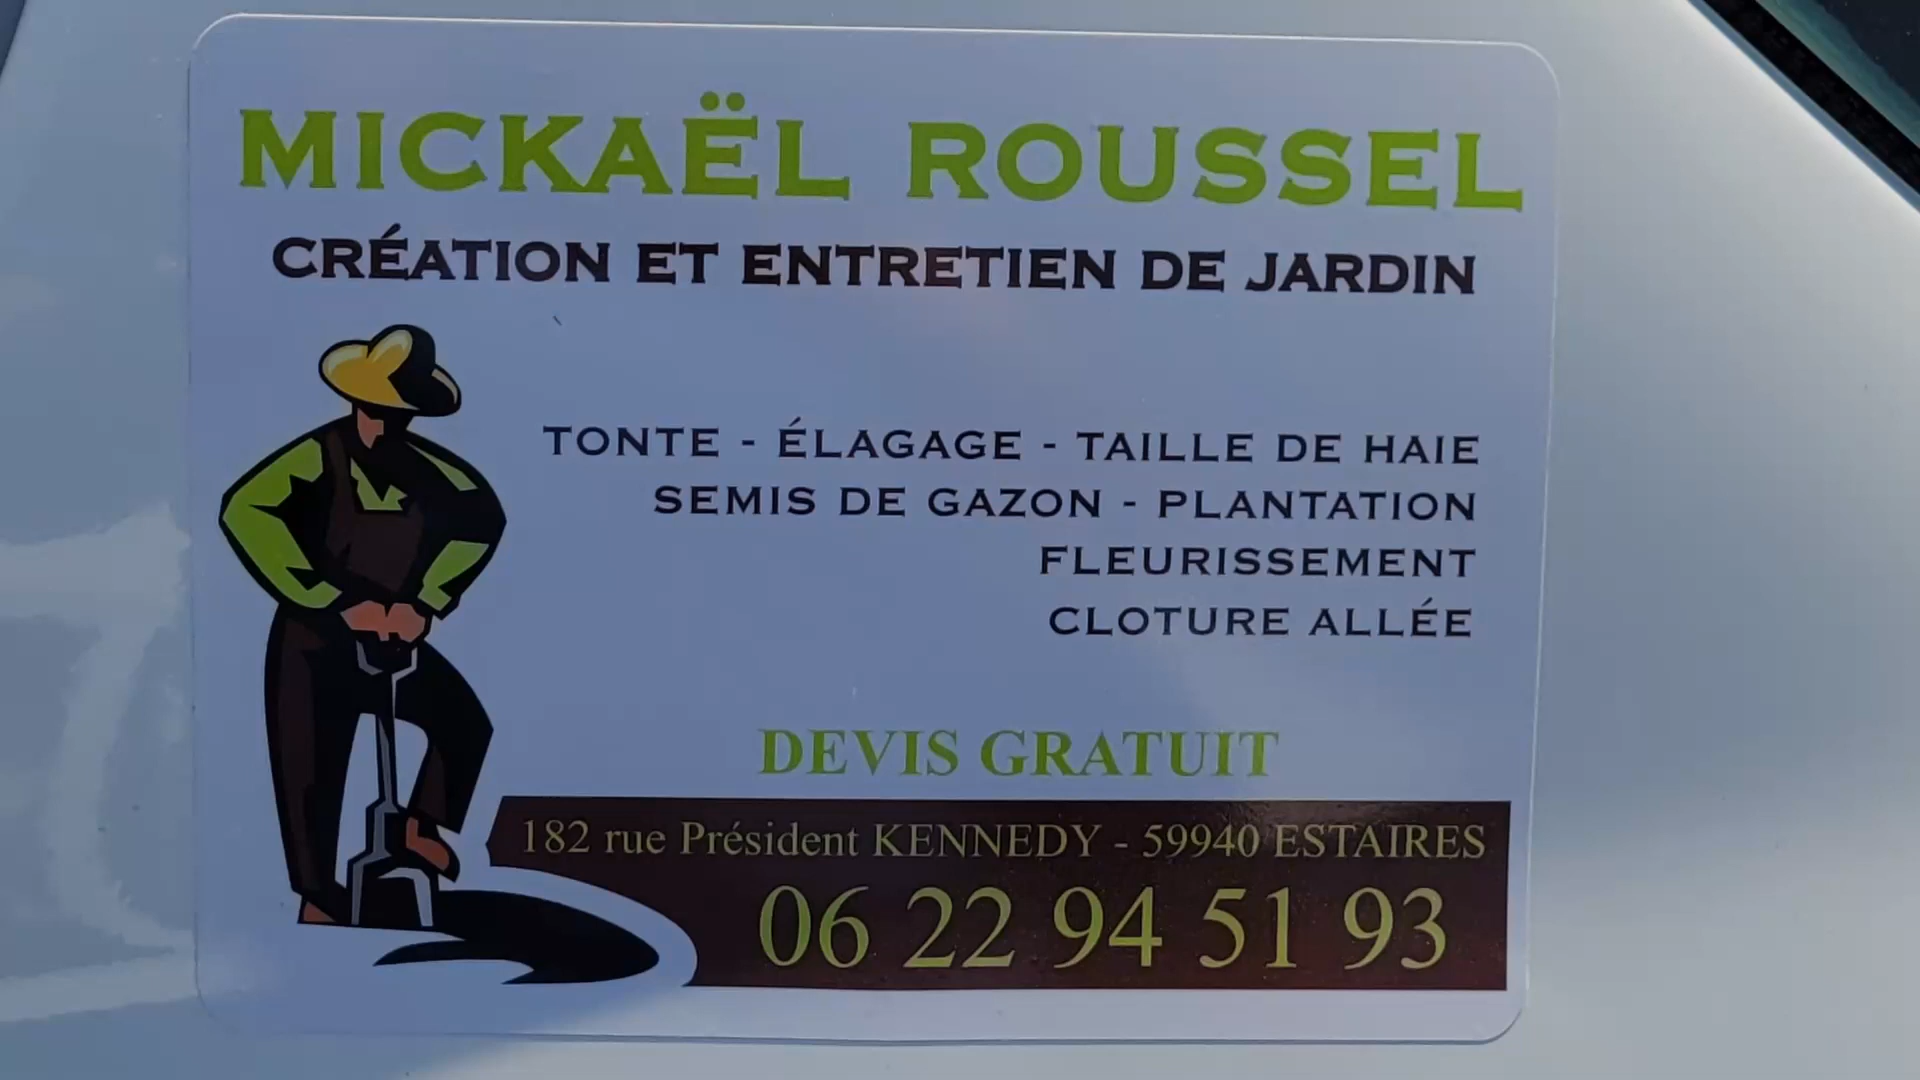 MICKAËL ROUSSEL
CRÉATION ET ENTRETIEN DE JARDIN
TONTE - ÉLAGAGE - TAILLE DE HAIE
SEMIS DE GAZON - PLANTATION
FLEURISSEMENT
CLOTURE ALLÉE
DEVIS GRATUIT
182 rue Président KENNEDY - 59940 ESTAIRES
06 22 94 51 93